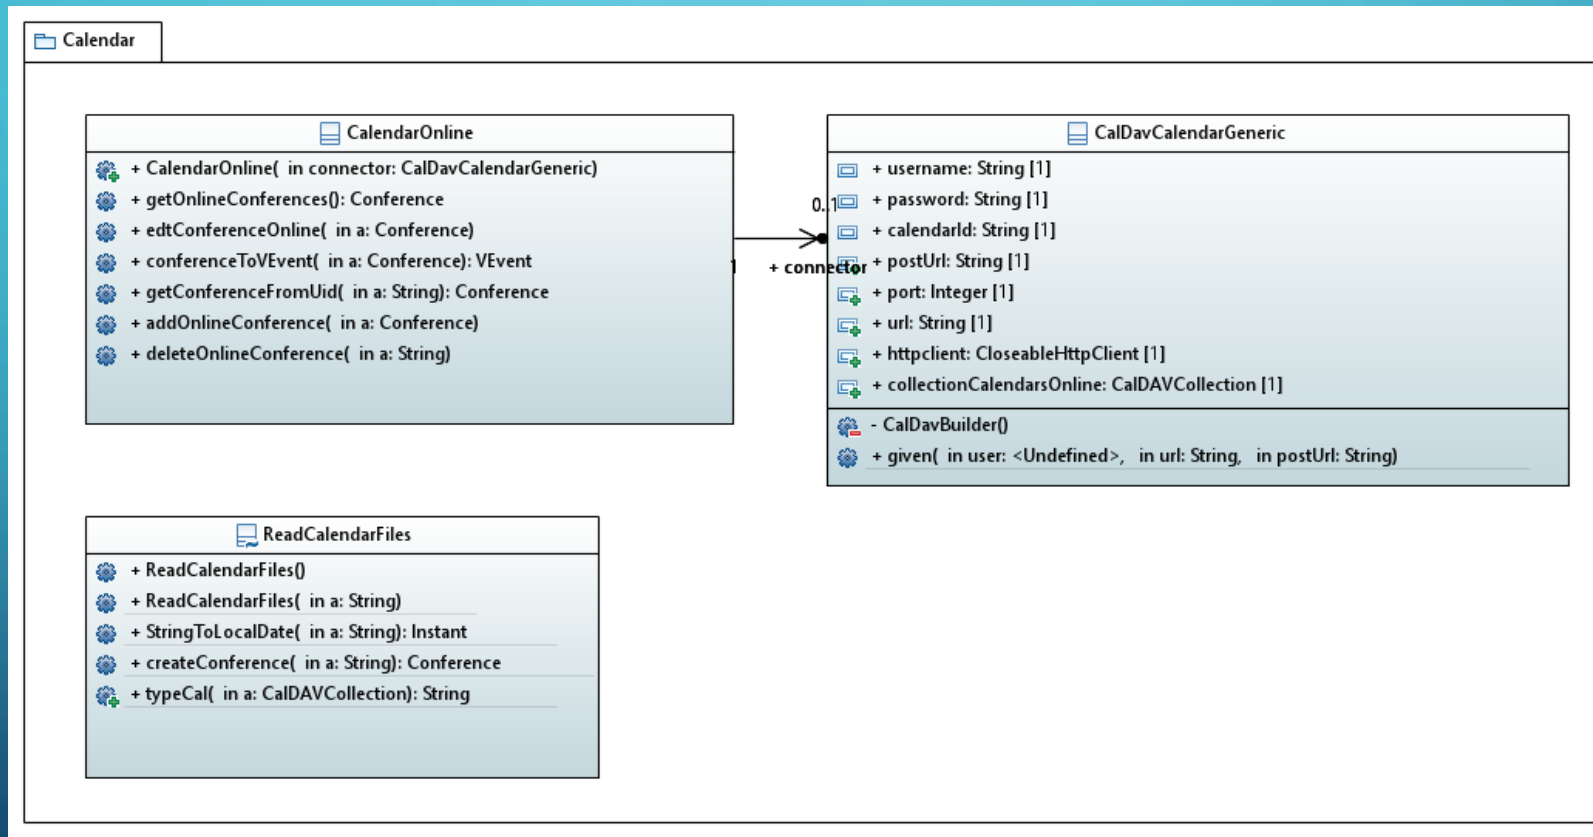 Calendar
CalendarOnline
+ CalendarOnline( in connector: CalDavCalendarGeneric)
+ getOnlineConferences(): Conference
+ edtConferenceOnline( in a: Conference)
+ conferenceToVEvent( in a: Conference): VEvent
+ getConferenceFromUid( in a: String): Conference
+ addOnlineConference( in a: Conference)
+ deleteOnlineConference( in a: String)
0..1
1
+ connector
CalDavCalendarGeneric
+ username: String [1]
+ password: String [1]
+ calendarId: String [1]
+ postUrl: String [1]
+ port: Integer [1]
+ url: String [1]
+ httpclient: CloseableHttpClient [1]
+ collectionCalendarsOnline: CalDAVCollection [1]
- CalDavBuilder()
+ given( in user: <Undefined>, in url: String, in postUrl: String)
ReadCalendarFiles
+ ReadCalendarFiles()
+ ReadCalendarFiles( in a: String)
+ StringToLocalDate( in a: String): Instant
+ createConference( in a: String): Conference
+ typeCal( in a: CalDAVCollection): String